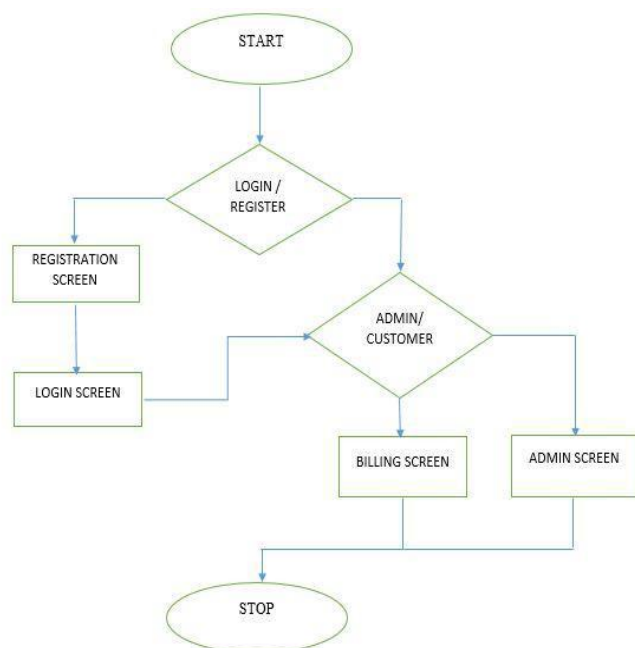 START
LOGIN /
REGISTER
REGISTRATION
SCREEN
ADMIN/
CUSTOMER
LOGIN SCREEN
BILLING SCREEN
ADMIN SCREEN
STOP